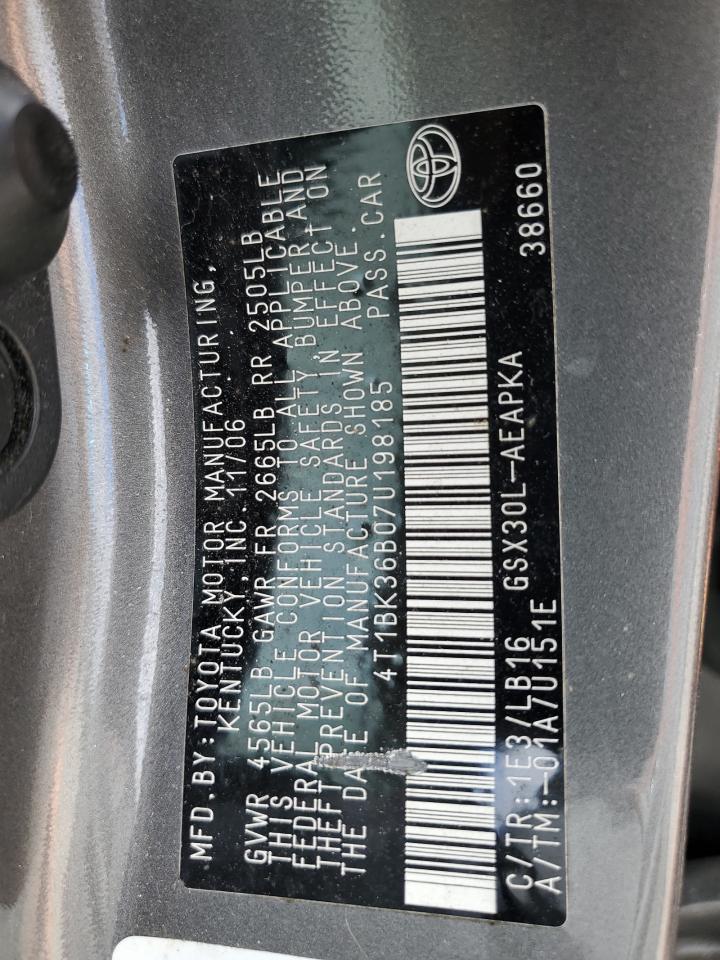 MFD.BY:TOYOTA MOTOR MANUFACTURING,
KENTUCKY,INC.11/06
GVWR 4565LB GAWR FR 2665LB RR 2505LB
THIS VEHICLE CONFORMS TO ALL APPLICABLE
FEDERAL MOTOR VEHICLE SAFETY, BUMPER,AND
THEFT PREVENTION STANDARDS IN EFFECT ON
THE DATE OF MANUFACTURE SHOWN ABOVE.
4T1BK36B07U198185 PASS.CAR
C/TR:1E3/LB16 GSX30L-AEAPKA 38660
A/TM:-01A/U151E